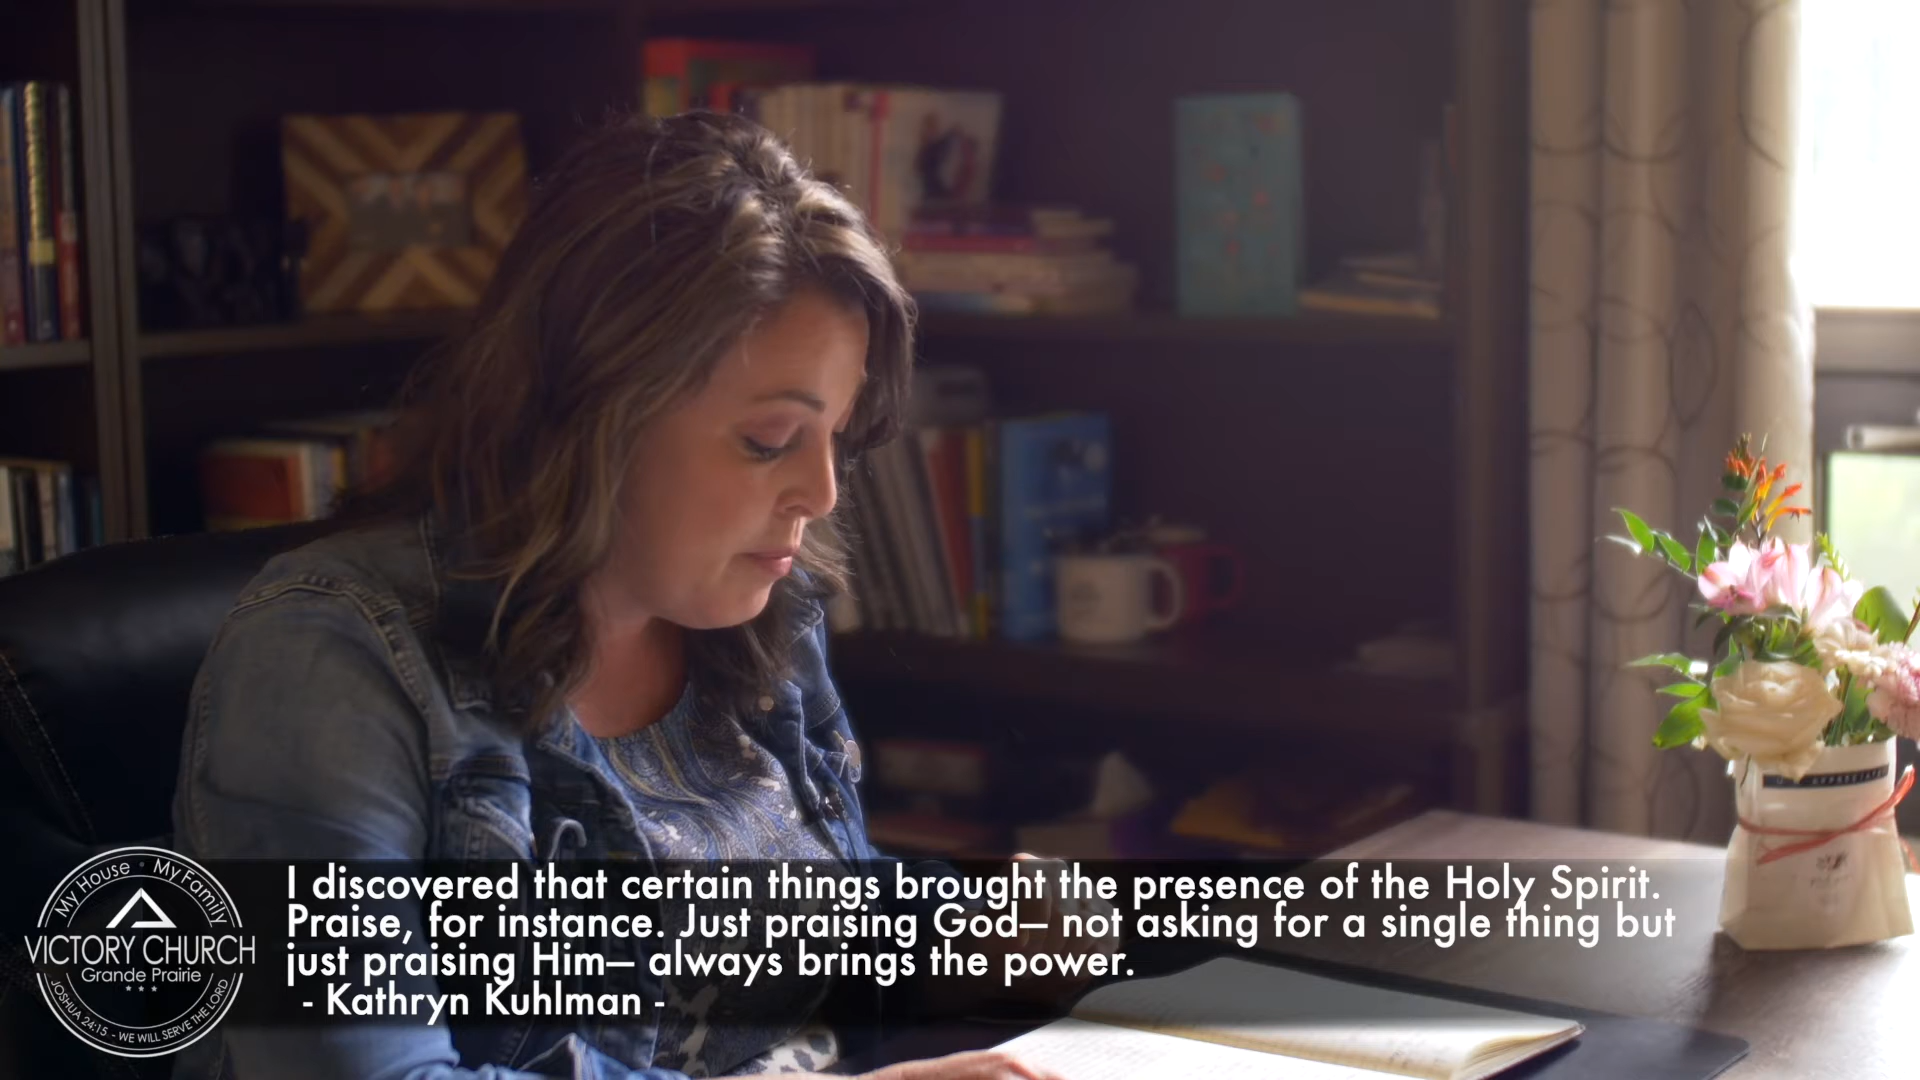 I discovered that certain things brought the presence of the Holy Spirit.
Praise, for instance. Just praising God— not asking for a single thing but
just praising Him— always brings the power.
- Kathryn Kuhlman -
My House • My Family
VICTORY CHURCH
Grande Prairie
JOSHUA 24:15 - WE WILL SERVE THE LORD